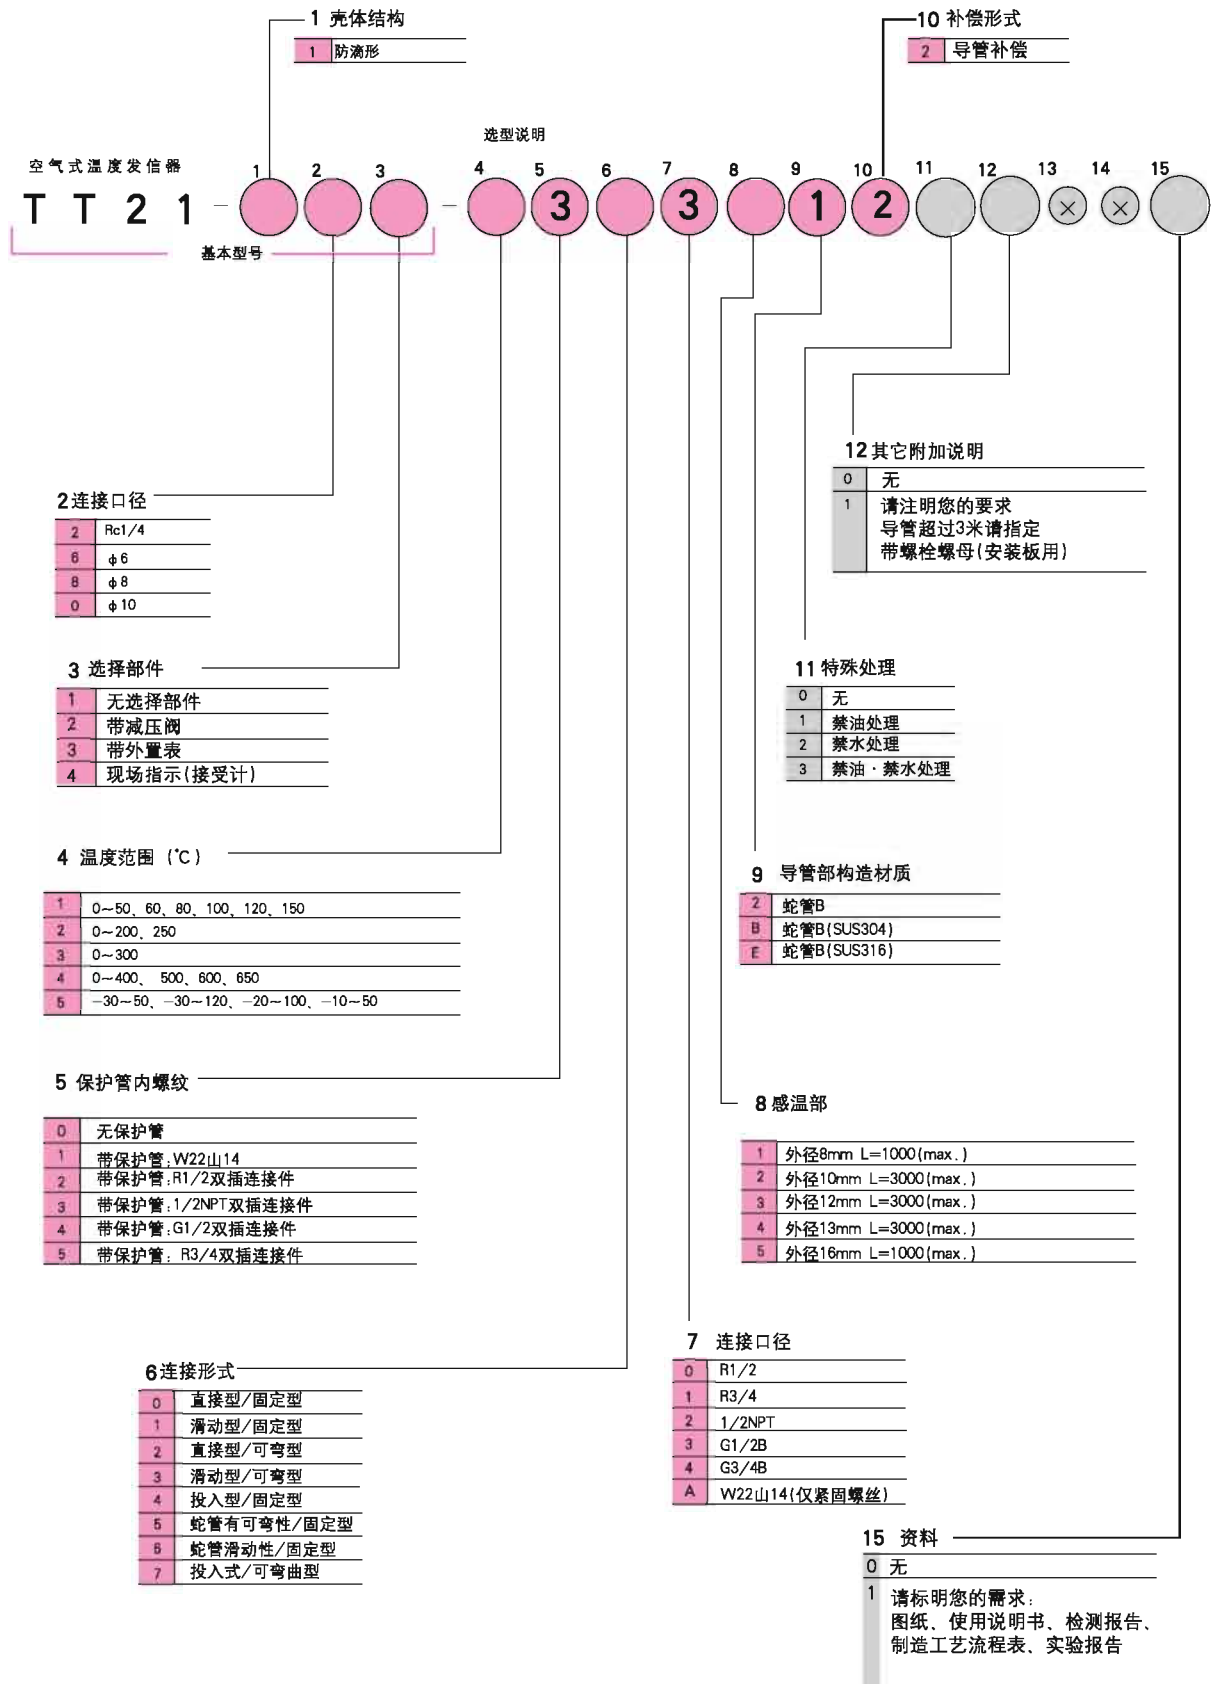 1 壳体结构
1 防滴形
10 补偿形式
2 导管补偿
选型说明
空气式温度发信器
1 2 3 4 5 6 7 8 9 10 11 12 13 14 15
TT21 - - 3 3 1 2 × ×
基本型号
12 其它附加说明
0 无
1 请注明您的要求
导管超过3米请指定
带螺栓螺母(安装板用)
2 连接口径
2 Rc1/4
6 φ6
8 φ8
0 φ10
3 选择部件
1 无选择部件
2 带减压阀
3 带外置表
4 现场指示(接受计)
11 特殊处理
0 无
1 禁油处理
2 禁水处理
3 禁油·禁水处理
4 温度范围 (℃)
1 0~50、60、80、100、120、150
2 0~200、250
3 0~300
4 0~400、 500、600、650
5 -30~50、-30~120、-20~100、-10~50
9 导管部构造材质
2 蛇管B
B 蛇管B(SUS304)
E 蛇管B(SUS316)
5 保护管内螺纹
0 无保护管
1 带保护管:W22山14
2 带保护管:R1/2双插连接件
3 带保护管:1/2NPT双插连接件
4 带保护管:G1/2双插连接件
5 带保护管: R3/4双插连接件
8 感温部
1 外径8mm L=1000(max.)
2 外径10mm L=3000(max.)
3 外径12mm L=3000(max.)
4 外径13mm L=3000(max.)
5 外径16mm L=1000(max.)
7 连接口径
0 R1/2
1 R3/4
2 1/2NPT
3 G1/2B
4 G3/4B
A W22山14(仅紧固螺丝)
6 连接形式
0 直接型/固定型
1 滑动型/固定型
2 直接型/可弯型
3 滑动型/可弯型
4 投入型/固定型
5 蛇管有可弯性/固定型
6 蛇管滑动性/固定型
7 投入式/可弯曲型
15 资料
0 无
1 请标明您的需求:
图纸、使用说明书、检测报告、
制造工艺流程表、实验报告